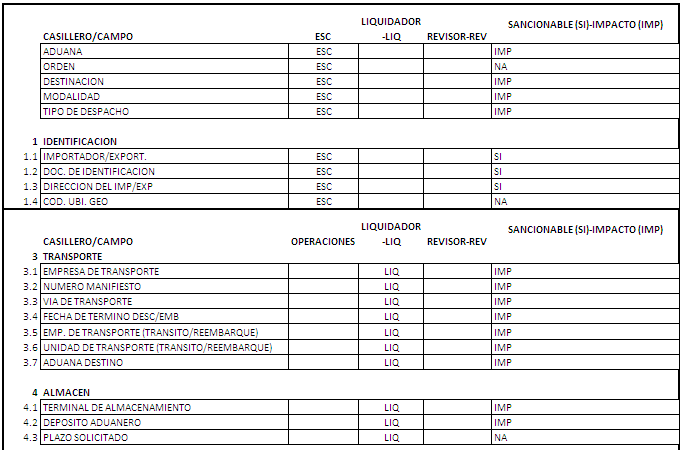 LIQUIDADOR SANCIONABLE (SI)-IMPACTO (IMP)
CASILLERO/CAMPO ESC -LIQ REVISOR-REV
ADUANA ESC IMP
ORDEN ESC NA
DESTINACION ESC IMP
MODALIDAD ESC IMP
TIPO DE DESPACHO ESC IMP
1 IDENTIFICACION
1.1 IMPORTADOR/EXPORT. ESC SI
1.2 DOC. DE IDENTIFICACION ESC SI
1.3 DIRECCION DEL IMP/EXP ESC SI
1.4 COD. UBI. GEO ESC NA
LIQUIDADOR SANCIONABLE (SI)-IMPACTO (IMP)
CASILLERO/CAMPO OPERACIONES -LIQ REVISOR-REV
3 TRANSPORTE
3.1 EMPRESA DE TRANSPORTE LIQ IMP
3.2 NUMERO MANIFIESTO LIQ IMP
3.3 VIA DE TRANSPORTE LIQ IMP
3.4 FECHA DE TERMINO DESC/EMB LIQ IMP
3.5 EMP. DE TRANSPORTE (TRANSITO/REEMBARQUE) LIQ IMP
3.6 UNIDAD DE TRANSPORTE (TRANSITO/REEMBARQUE) LIQ IMP
3.7 ADUANA DESTINO LIQ IMP
4 ALMACEN
4.1 TERMINAL DE ALMACENAMIENTO LIQ IMP
4.2 DEPOSITO ADUANERO LIQ IMP
4.3 PLAZO SOLICITADO LIQ NA